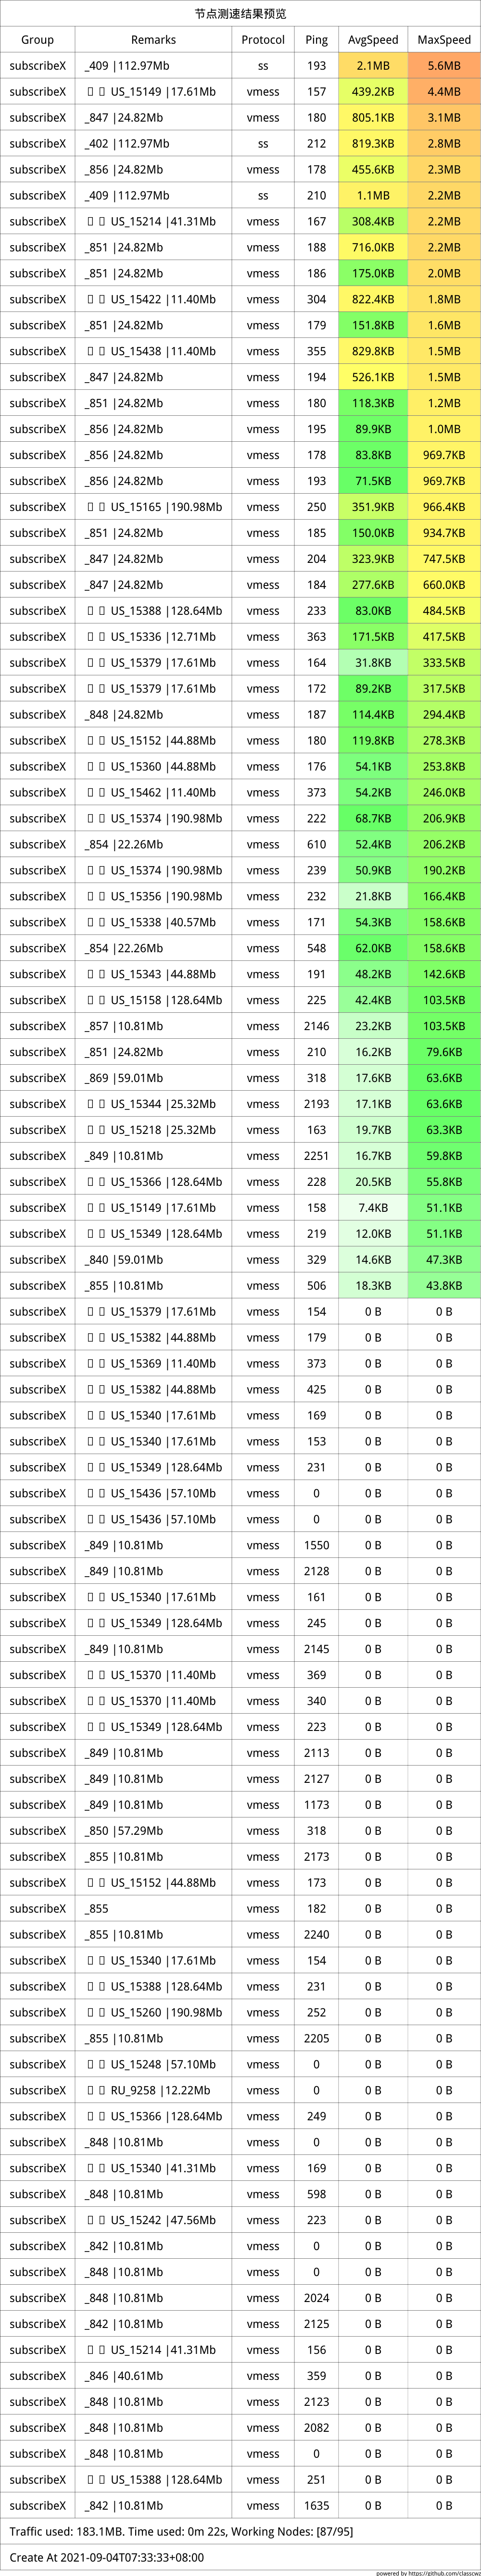 节点测速结果预览
Group Remarks Protocol Ping AvgSpeed MaxSpeed
subscribeX _409 |112.97Mb ss 193 2.1MB 5.6MB
subscribeX US_15149 |17.61Mb vmess 157 439.2KB 4.4MB
subscribeX _847 |24.82Mb vmess 180 805.1KB 3.1MB
subscribeX _402 |112.97Mb ss 212 819.3KB 2.8MB
subscribeX _856 |24.82Mb vmess 178 455.6KB 2.3MB
subscribeX _409 |112.97Mb ss 210 1.1MB 2.2MB
subscribeX US_15214 |41.31Mb vmess 167 308.4KB 2.2MB
subscribeX _851 |24.82Mb vmess 188 716.0KB 2.2MB
subscribeX _851 |24.82Mb vmess 186 175.0KB 2.0MB
subscribeX US_15422 |11.40Mb vmess 304 822.4KB 1.8MB
subscribeX _851 |24.82Mb vmess 179 151.8KB 1.6MB
subscribeX US_15438 |11.40Mb vmess 355 829.8KB 1.5MB
subscribeX _847 |24.82Mb vmess 194 526.1KB 1.5MB
subscribeX _851 |24.82Mb vmess 180 118.3KB 1.2MB
subscribeX _856 |24.82Mb vmess 195 89.9KB 1.0MB
subscribeX _856 |24.82Mb vmess 178 83.8KB 969.7KB
subscribeX _856 |24.82Mb vmess 193 71.5KB 969.7KB
subscribeX US_15165 |190.98Mb vmess 250 351.9KB 966.4KB
subscribeX _851 |24.82Mb vmess 185 150.0KB 934.7KB
subscribeX _847 |24.82Mb vmess 204 323.9KB 747.5KB
subscribeX _847 |24.82Mb vmess 184 277.6KB 660.0KB
subscribeX US_15388 |128.64Mb vmess 233 83.0KB 484.5KB
subscribeX US_15336 |12.71Mb vmess 363 171.5KB 417.5KB
subscribeX US_15379 |17.61Mb vmess 164 31.8KB 333.5KB
subscribeX US_15379 |17.61Mb vmess 172 89.2KB 317.5KB
subscribeX _848 |24.82Mb vmess 187 114.4KB 294.4KB
subscribeX US_15152 |44.88Mb vmess 180 119.8KB 278.3KB
subscribeX US_15360 |44.88Mb vmess 176 54.1KB 253.8KB
subscribeX US_15462 |11.40Mb vmess 373 54.2KB 246.0KB
subscribeX US_15374 |190.98Mb vmess 222 68.7KB 206.9KB
subscribeX _854 |22.26Mb vmess 610 52.4KB 206.2KB
subscribeX US_15374 |190.98Mb vmess 239 50.9KB 190.2KB
subscribeX US_15356 |190.98Mb vmess 232 21.8KB 166.4KB
subscribeX US_15338 |40.57Mb vmess 171 54.3KB 158.6KB
subscribeX _854 |22.26Mb vmess 548 62.0KB 158.6KB
subscribeX US_15343 |44.88Mb vmess 191 48.2KB 142.6KB
subscribeX US_15158 |128.64Mb vmess 225 42.4KB 103.5KB
subscribeX _857 |10.81Mb vmess 2146 23.2KB 103.5KB
subscribeX _851 |24.82Mb vmess 210 16.2KB 79.6KB
subscribeX _869 |59.01Mb vmess 318 17.6KB 63.6KB
subscribeX US_15344 |25.32Mb vmess 2193 17.1KB 63.6KB
subscribeX US_15218 |25.32Mb vmess 163 19.7KB 63.3KB
subscribeX _849 |10.81Mb vmess 2251 16.7KB 59.8KB
subscribeX US_15366 |128.64Mb vmess 228 20.5KB 55.8KB
subscribeX US_15149 |17.61Mb vmess 158 7.4KB 51.1KB
subscribeX US_15349 |128.64Mb vmess 219 12.0KB 51.1KB
subscribeX _840 |59.01Mb vmess 329 14.6KB 47.3KB
subscribeX _855 |10.81Mb vmess 506 18.3KB 43.8KB
subscribeX US_15379 |17.61Mb vmess 154 0 B 0 B
subscribeX US_15382 |44.88Mb vmess 179 0 B 0 B
subscribeX US_15369 |11.40Mb vmess 373 0 B 0 B
subscribeX US_15382 |44.88Mb vmess 425 0 B 0 B
subscribeX US_15340 |17.61Mb vmess 169 0 B 0 B
subscribeX US_15340 |17.61Mb vmess 153 0 B 0 B
subscribeX US_15349 |128.64Mb vmess 231 0 B 0 B
subscribeX US_15436 |57.10Mb vmess 0 0 B 0 B
subscribeX US_15436 |57.10Mb vmess 0 0 B 0 B
subscribeX _849 |10.81Mb vmess 1550 0 B 0 B
subscribeX _849 |10.81Mb vmess 2128 0 B 0 B
subscribeX US_15340 |17.61Mb vmess 161 0 B 0 B
subscribeX US_15349 |128.64Mb vmess 245 0 B 0 B
subscribeX _849 |10.81Mb vmess 2145 0 B 0 B
subscribeX US_15370 |11.40Mb vmess 369 0 B 0 B
subscribeX US_15370 |11.40Mb vmess 340 0 B 0 B
subscribeX US_15349 |128.64Mb vmess 223 0 B 0 B
subscribeX _849 |10.81Mb vmess 2113 0 B 0 B
subscribeX _849 |10.81Mb vmess 2127 0 B 0 B
subscribeX _849 |10.81Mb vmess 1173 0 B 0 B
subscribeX _850 |57.29Mb vmess 318 0 B 0 B
subscribeX _855 |10.81Mb vmess 2173 0 B 0 B
subscribeX US_15152 |44.88Mb vmess 173 0 B 0 B
subscribeX _855 vmess 182 0 B 0 B
subscribeX _855 |10.81Mb vmess 2240 0 B 0 B
subscribeX US_15340 |17.61Mb vmess 154 0 B 0 B
subscribeX US_15388 |128.64Mb vmess 231 0 B 0 B
subscribeX US_15260 |190.98Mb vmess 252 0 B 0 B
subscribeX _855 |10.81Mb vmess 2205 0 B 0 B
subscribeX US_15248 |57.10Mb vmess 0 0 B 0 B
subscribeX RU_9258 |12.22Mb vmess 0 0 B 0 B
subscribeX US_15366 |128.64Mb vmess 249 0 B 0 B
subscribeX _848 |10.81Mb vmess 0 0 B 0 B
subscribeX US_15340 |41.31Mb vmess 169 0 B 0 B
subscribeX _848 |10.81Mb vmess 598 0 B 0 B
subscribeX US_15242 |47.56Mb vmess 223 0 B 0 B
subscribeX _842 |10.81Mb vmess 0 0 B 0 B
subscribeX _848 |10.81Mb vmess 0 0 B 0 B
subscribeX _848 |10.81Mb vmess 2024 0 B 0 B
subscribeX _842 |10.81Mb vmess 2125 0 B 0 B
subscribeX US_15214 |41.31Mb vmess 156 0 B 0 B
subscribeX _846 |40.61Mb vmess 359 0 B 0 B
subscribeX _848 |10.81Mb vmess 2123 0 B 0 B
subscribeX _848 |10.81Mb vmess 2082 0 B 0 B
subscribeX _848 |10.81Mb vmess 0 0 B 0 B
subscribeX US_15388 |128.64Mb vmess 251 0 B 0 B
subscribeX _842 |10.81Mb vmess 1635 0 B 0 B
Traffic used: 183.1MB. Time used: 0m 22s, Working Nodes: [87/95]
Create At 2021-09-04T07:33:33+08:00
powered by https://github.com/classcwz